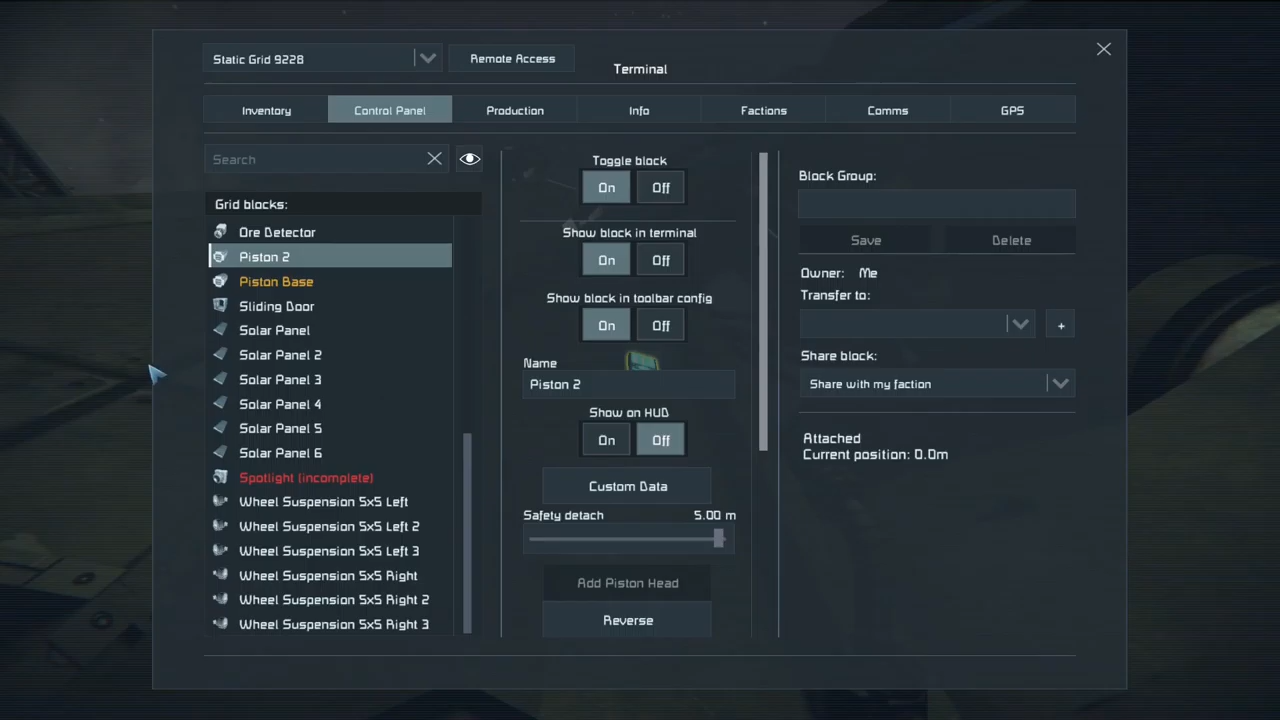 Static Grid 9228
Remote Access
Terminal
Inventory
Control Panel
Production
Info
Factions
Comms
GPS
Search
Grid blocks:
Ore Detector
Piston 2
Piston Base
Sliding Door
Solar Panel
Solar Panel 2
Solar Panel 3
Solar Panel 4
Solar Panel 5
Solar Panel 6
Spotlight (incomplete)
Wheel Suspension 5x5 Left
Wheel Suspension 5x5 Left 2
Wheel Suspension 5x5 Left 3
Wheel Suspension 5x5 Right
Wheel Suspension 5x5 Right 2
Wheel Suspension 5x5 Right 3
Toggle block
On Off
Show block in terminal
On Off
Show block in toolbar config
On Off
Name
Piston 2
Show on HUD
On Off
Custom Data
Safety detach 5.00 m
Add Piston Head
Reverse
Block Group:
Save Delete
Owner: Me
Transfer to:
+
Share block:
Share with my faction
Attached
Current position: 0.0m